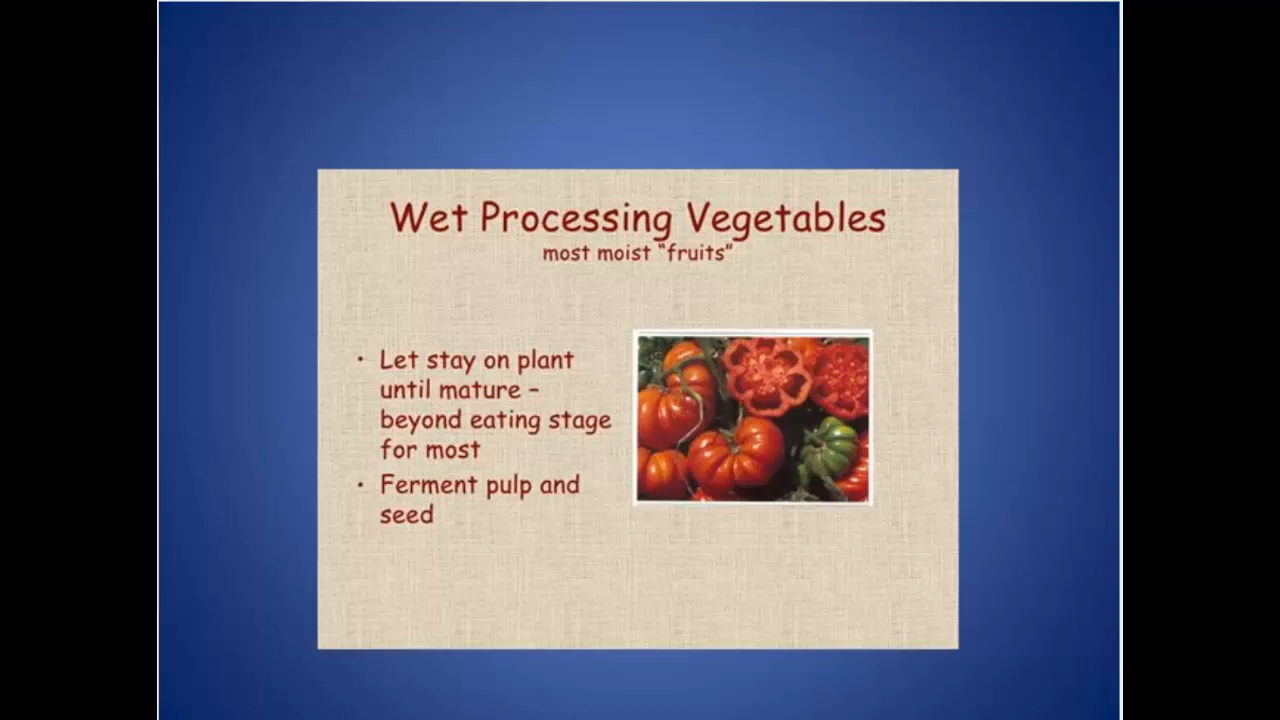 Wet Processing Vegetables
most moist “fruits”
• Let stay on plant
until mature –
beyond eating stage
for most
• Ferment pulp and
seed